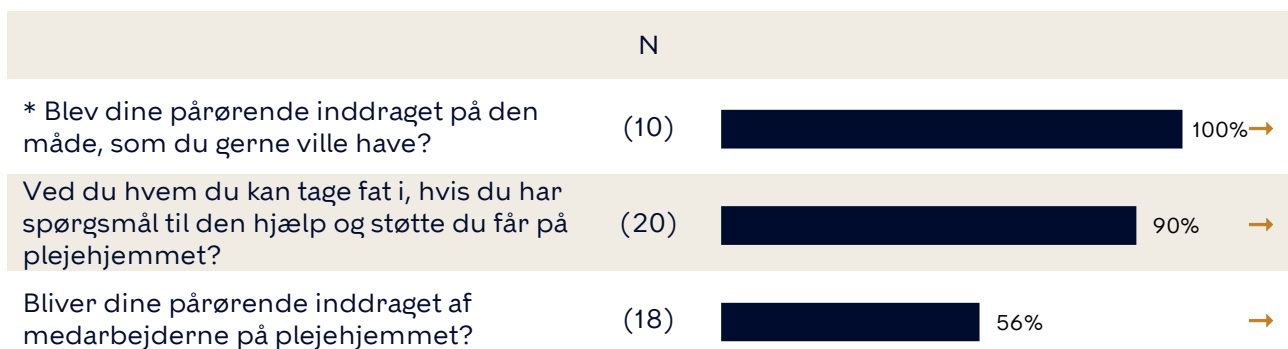 N
* Blev dine pårørende inddraget på den
måde, som du gerne ville have?
(10)
100%→
Ved du hvem du kan tage fat i, hvis du har
spørgsmål til den hjælp og støtte du får på
plejehjemmet?
(20)
90%
→
Bliver dine pårørende inddraget af
medarbejderne på plejehjemmet?
(18)
56%
→